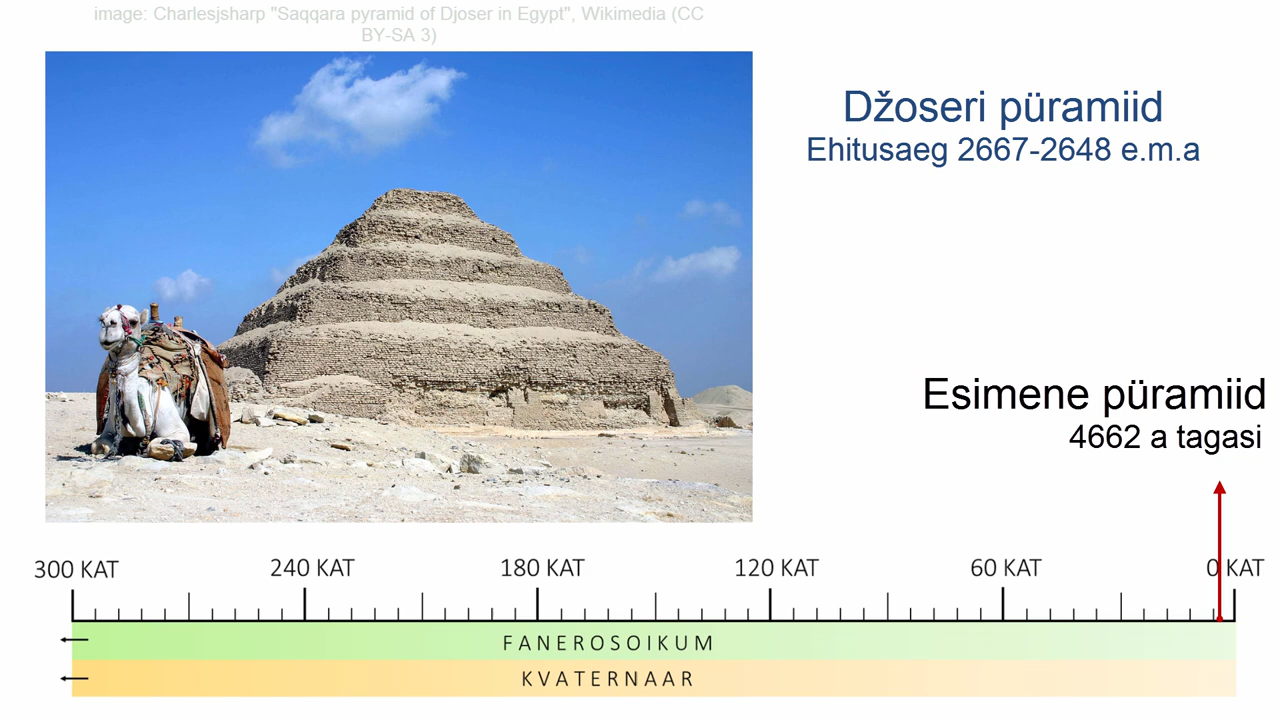 image: Charlesjsharp "Saqqara pyramid of Djoser in Egypt", Wikimedia (CC
BY-SA 3)
Džoseri püramiid
Ehitusaeg 2667-2648 e.m.a
Esimene püramiid
4662 a tagasi
300 KAT 240 KAT 180 KAT 120 KAT 60 KAT 0 KAT
FANEROSOIKUM
KVATERNAAR